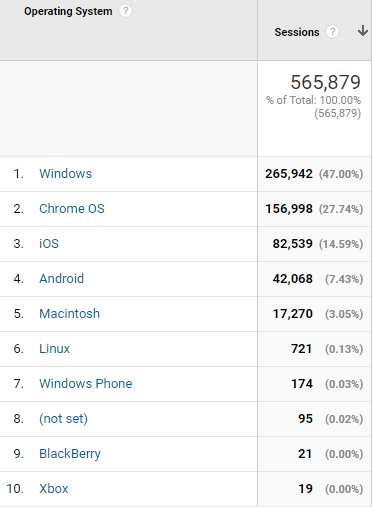 Operating System ?
Sessions ?
565,879
% of Total: 100.00%
(565,879)
1. Windows 265,942 (47.00%)
2. Chrome OS 156,998 (27.74%)
3. iOS 82,539 (14.59%)
4. Android 42,068 (7.43%)
5. Macintosh 17,270 (3.05%)
6. Linux 721 (0.13%)
7. Windows Phone 174 (0.03%)
8. (not set) 95 (0.02%)
9. BlackBerry 21 (0.00%)
10. Xbox 19 (0.00%)